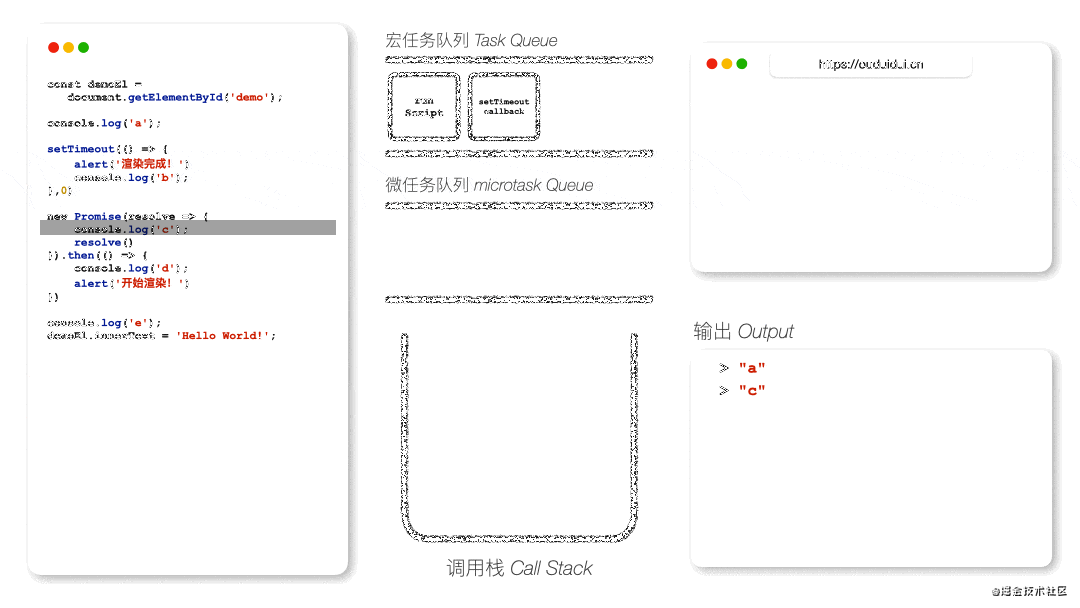 const demoEl =
document.getElementById('demo');
console.log('a');
setTimeout(() => {
alert('渲染完成！')
console.log('b');
},0)
new Promise(resolve => {
console.log('c');
resolve()
}).then(() => {
console.log('d');
alert('开始渲染！')
})
console.log('e');
demoEl.innerText = 'Hello World!';
宏任务队列 Task Queue
run
Script
setTimeout
callback
微任务队列 microtask Queue
调用栈 Call Stack
https://ouduidui.cn
输出 Output
> "a"
> "c"
@掘金技术社区